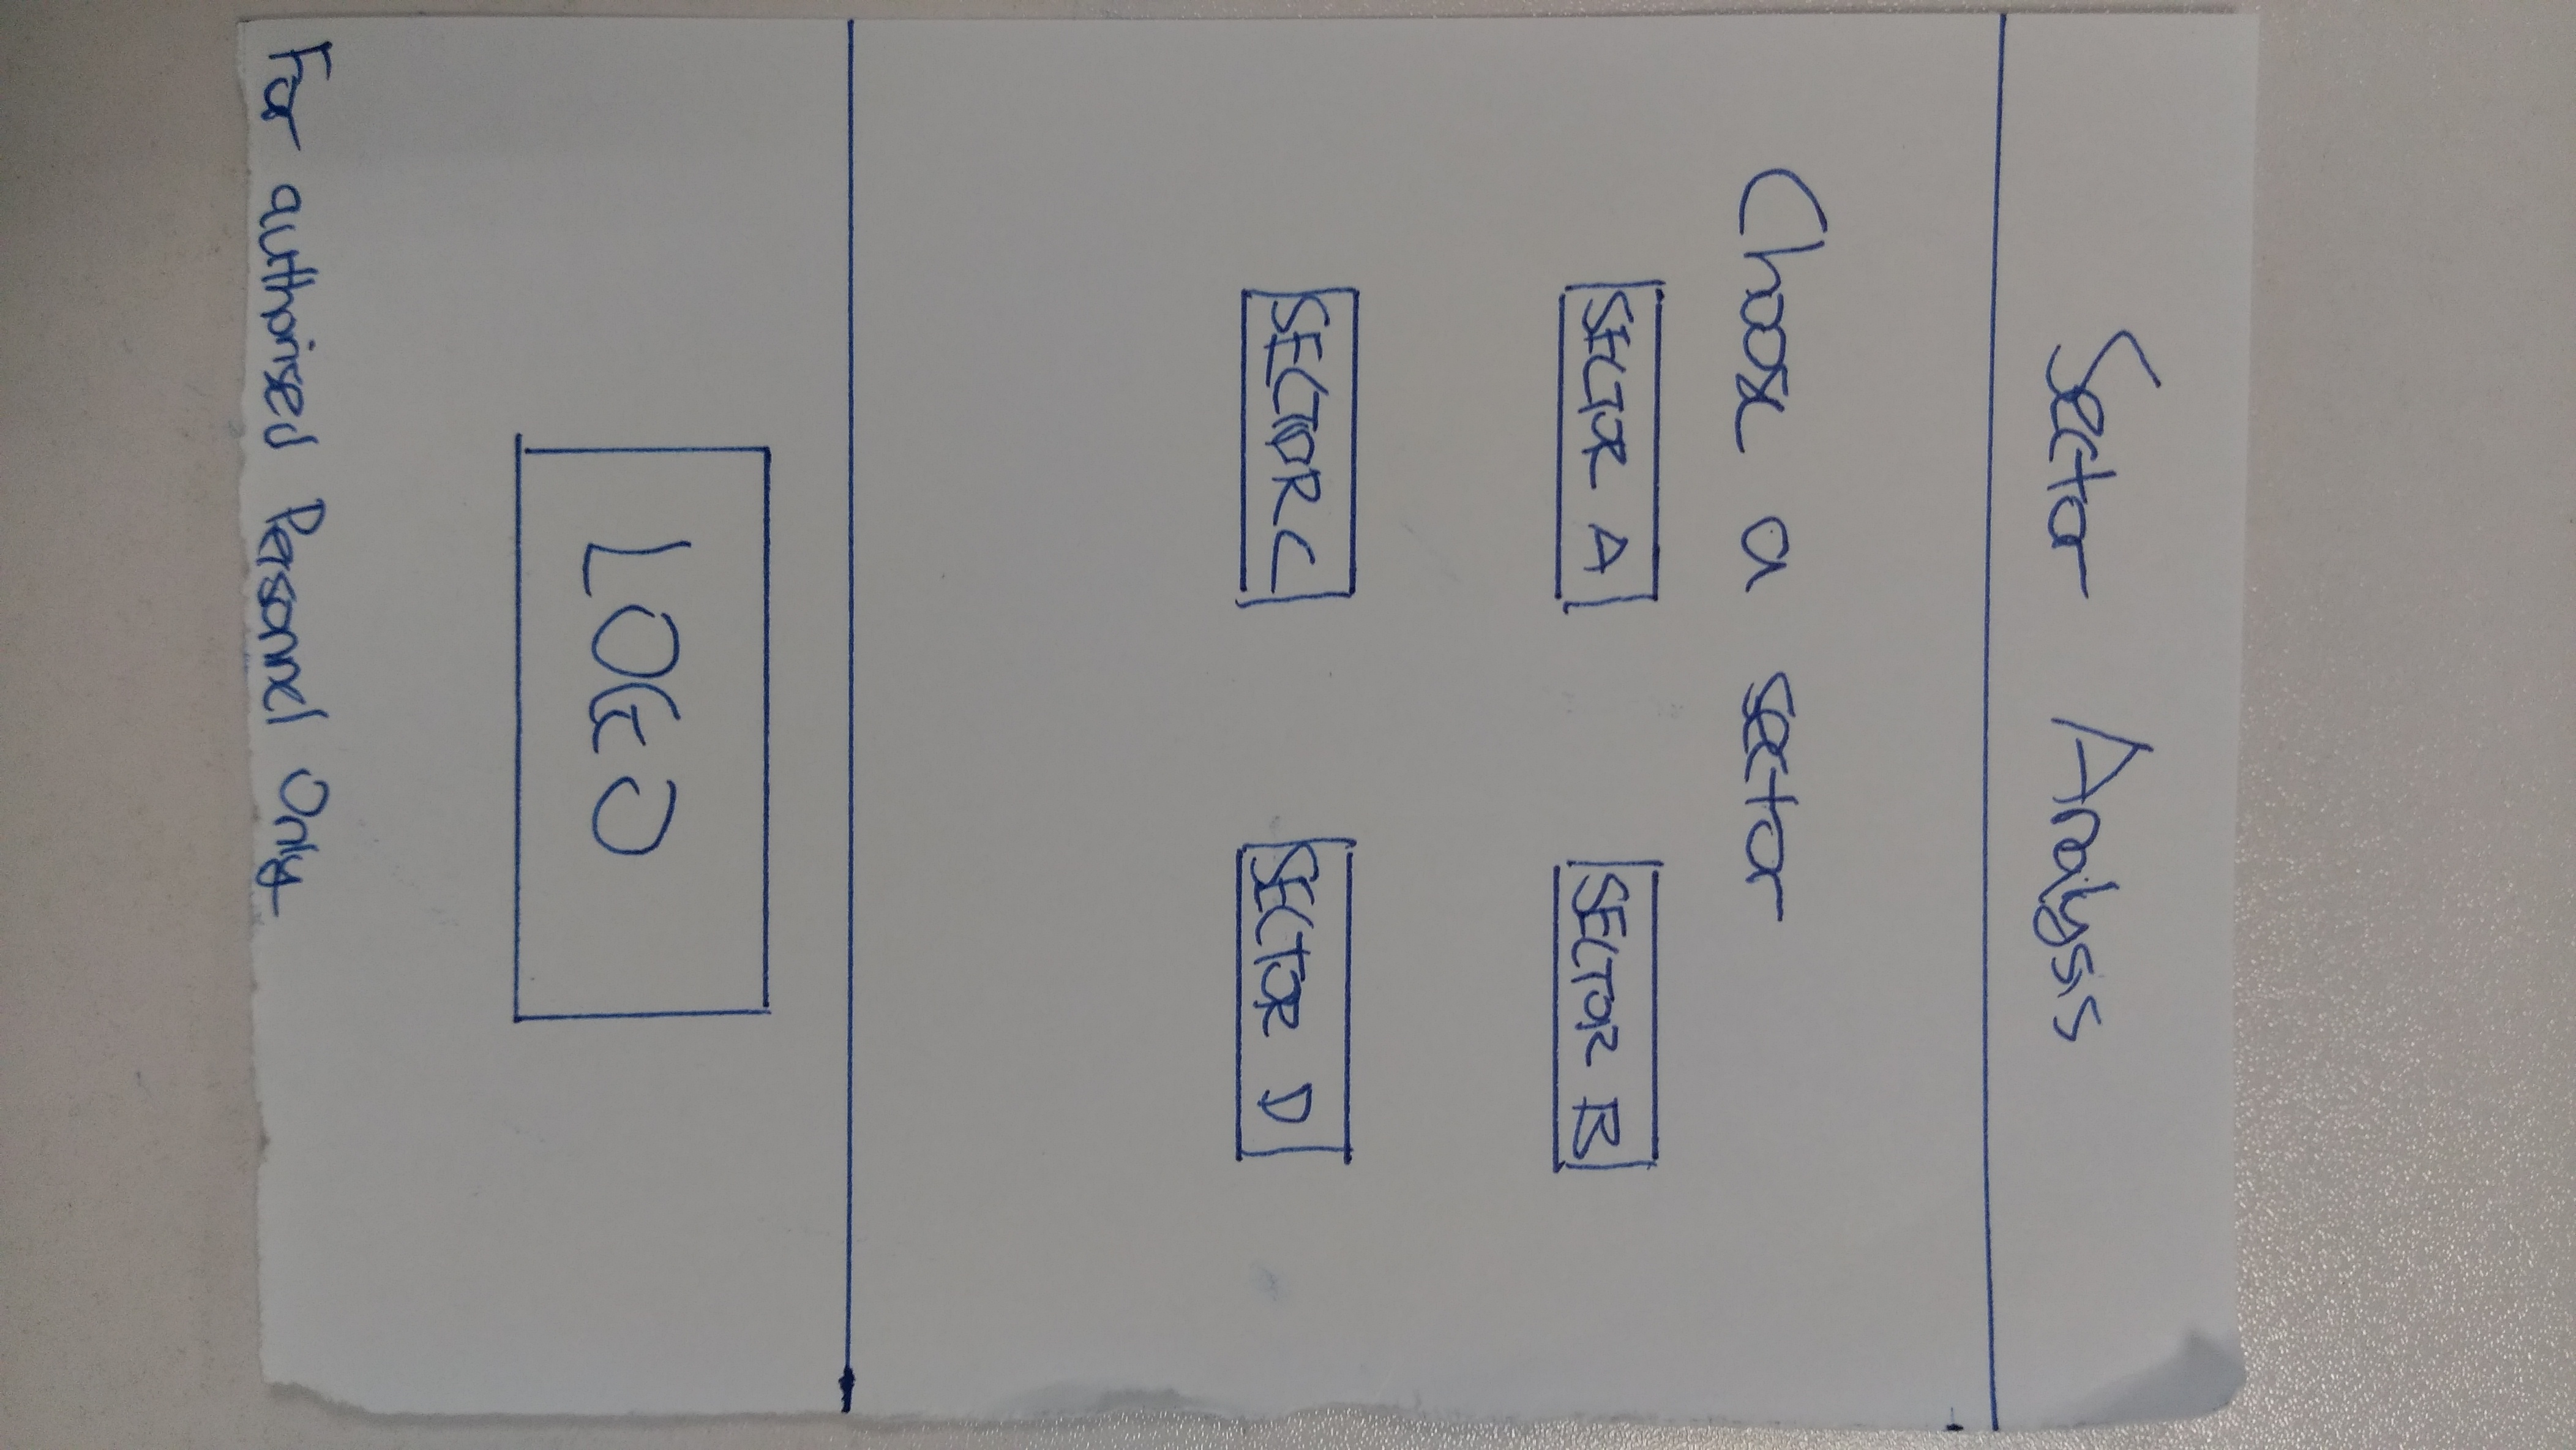 Sector Analysis
Choose a sector
SECTOR A
SECTOR B
SECTOR C
SECTOR D
LOGO
For authorised Personnel Only